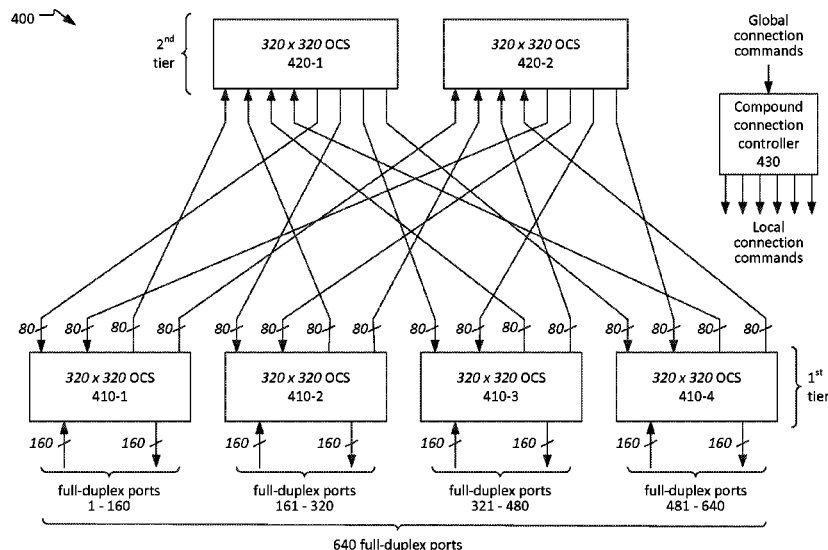 400
2nd
tier
320 x 320 OCS
420-1
320 x 320 OCS
420-2
Global
connection
commands
Compound
connection
controller
430
Local
connection
commands
80 80 80 80 80 80 80 80 80 80 80 80 80 80 80 80
320 x 320 OCS
410-1
320 x 320 OCS
410-2
320 x 320 OCS
410-3
320 x 320 OCS
410-4
1st
tier
160 160 160 160 160 160 160 160
full-duplex ports
1 - 160
full-duplex ports
161 - 320
full-duplex ports
321 - 480
full-duplex ports
481 - 640
640 full-duplex ports